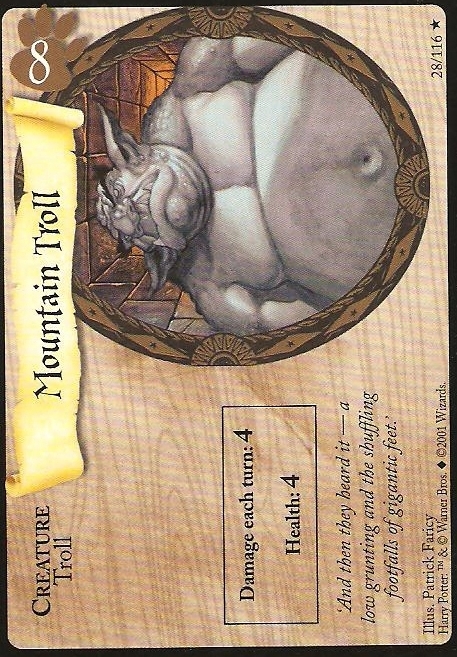 Mountain Troll
8
CREATURE
Troll
Damage each turn: 4
Health: 4
'And then they heard it — a
low grunting and the shuffling
footfalls of gigantic feet.'
Illus. Patrick Faricy
Harry Potter: ™ & © Warner Bros. ◆ ©2001 Wizards.
28/116 ★